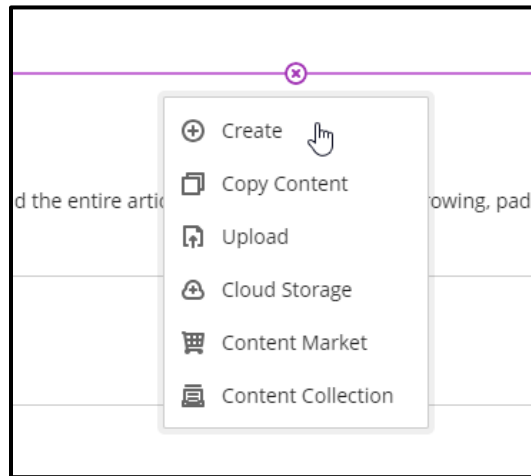 Create
Copy Content
d the entire artic rowing, pad
Upload
Cloud Storage
Content Market
Content Collection